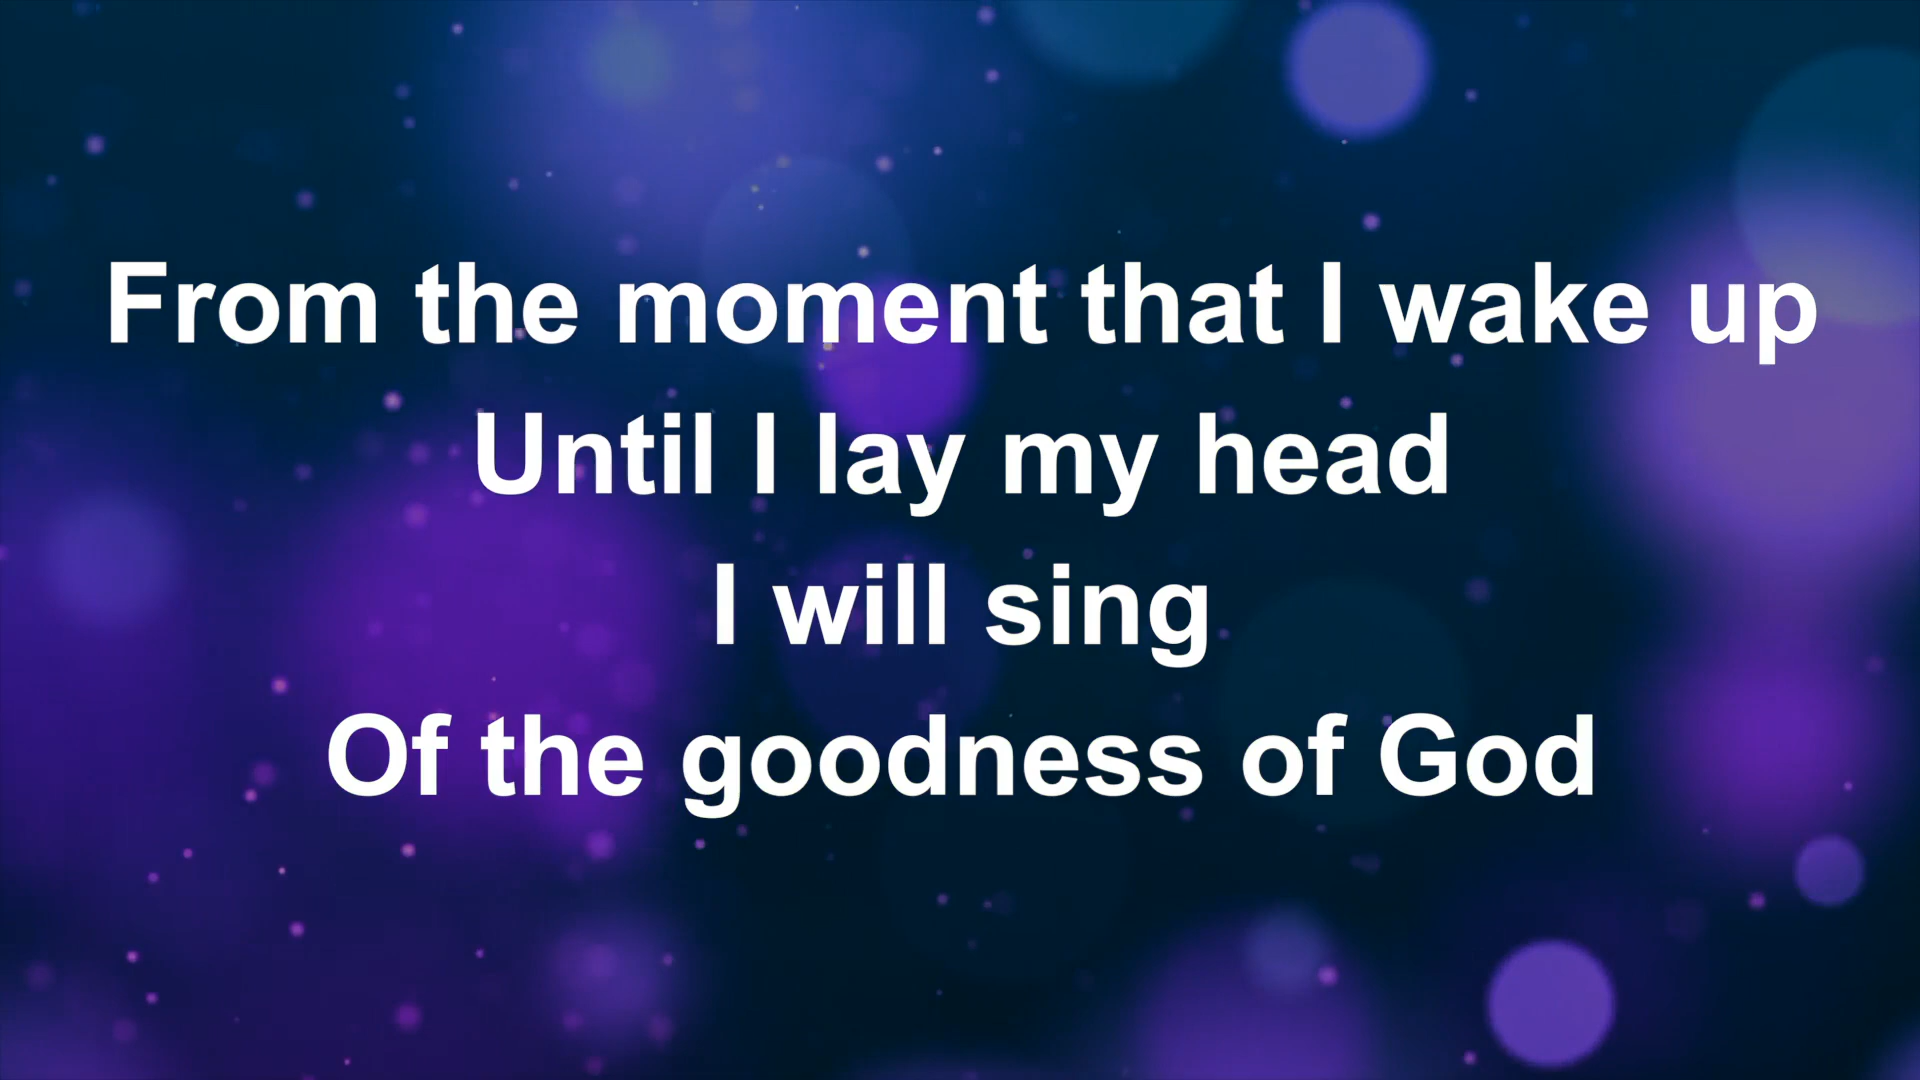 From the moment that I wake up
Until I lay my head
I will sing
Of the goodness of God